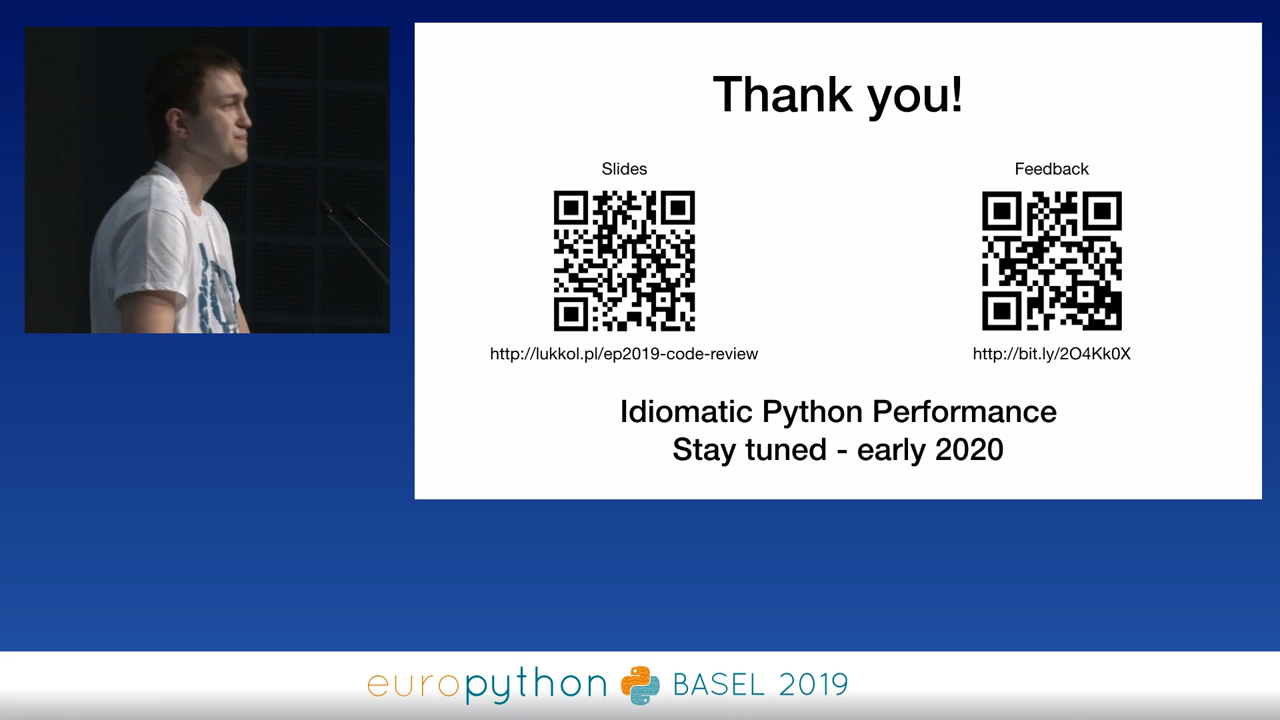 Thank you!
Slides
Feedback
http://lukkol.pl/ep2019-code-review
http://bit.ly/2O4Kk0X
Idiomatic Python Performance
Stay tuned - early 2020
europython BASEL 2019